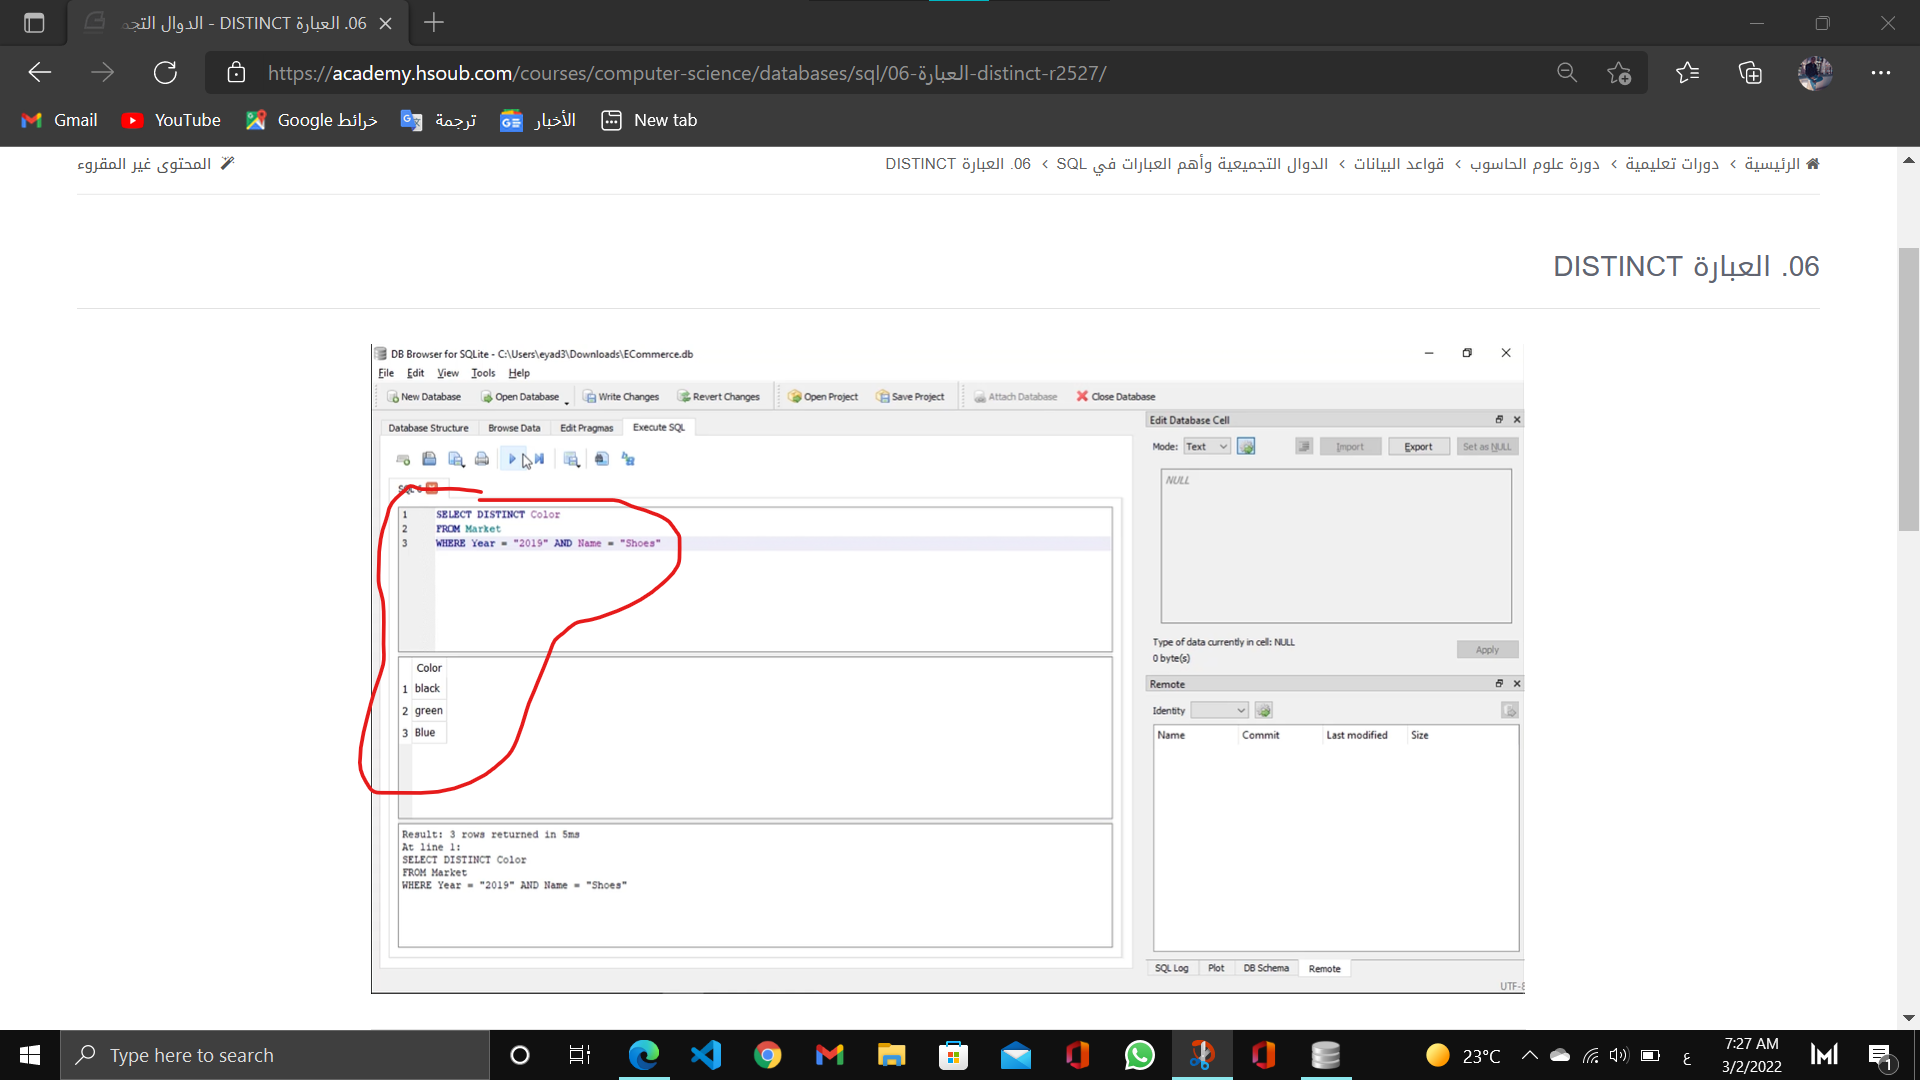 06. العبارة DISTINCT - الدوال التجم
https://academy.hsoub.com/courses/computer-science/databases/sql/06-العبارة-distinct-r2527/
Gmail YouTube خرائط Google ترجمة الأخبار New tab
الرئيسية › دورات تعليمية › دورة علوم الحاسوب › قواعد البيانات › الدوال التجميعية وأهم العبارات في SQL › 06. العبارة DISTINCT
المحتوى غير المقروء
06. العبارة DISTINCT
DB Browser for SQLite - C:\Users\eyad3\Downloads\ECommerce.db
File Edit View Tools Help
New Database Open Database Write Changes Revert Changes Open Project Save Project Attach Database Close Database
Database Structure Browse Data Edit Pragmas Execute SQL
1 SELECT DISTINCT Color
2 FROM Market
3 WHERE Year = "2019" AND Name = "Shoes"
Color
1 black
2 green
3 Blue
Result: 3 rows returned in 5ms
At line 1:
SELECT DISTINCT Color
FROM Market
WHERE Year = "2019" AND Name = "Shoes"
Edit Database Cell
Mode: Text Import Export Set as NULL
NULL
Type of data currently in cell: NULL
0 byte(s)
Apply
Remote
Identity
Name Commit Last modified Size
SQL Log Plot DB Schema Remote
UTF-8
Type here to search
23°C
ع
7:27 AM
3/2/2022
1